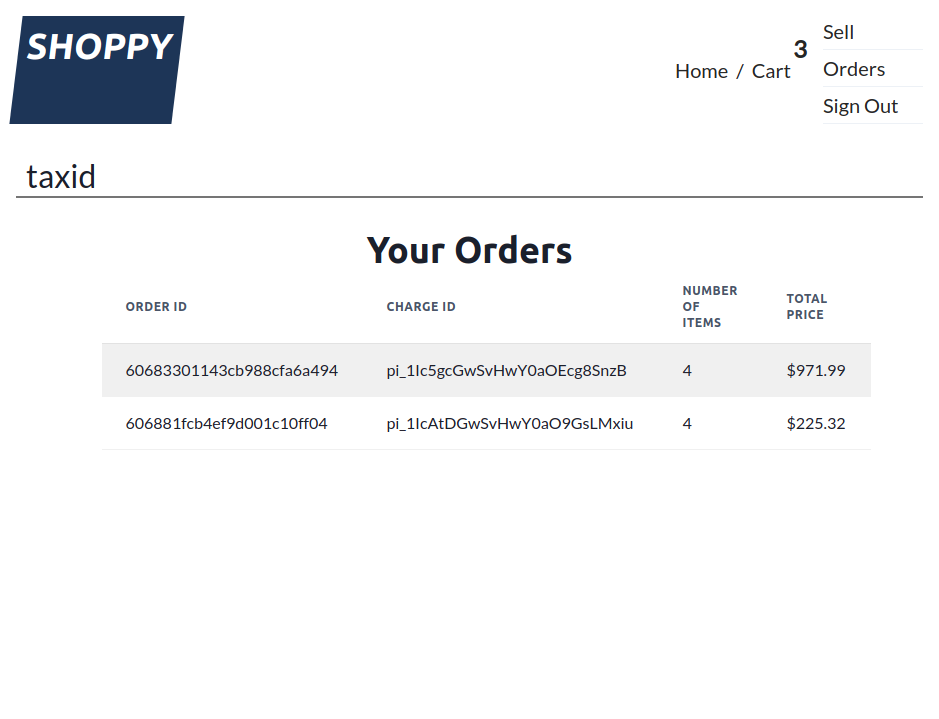 SHOPPY
Home / Cart 3
Sell
Orders
Sign Out
taxid
Your Orders
ORDER ID CHARGE ID NUMBER OF ITEMS TOTAL PRICE
60683301143cb988cfa6a494 pi_1Ic5gcGwSvHwY0aOEcg8SnzB 4 $971.99
606881fcb4ef9d001c10ff04 pi_1IcAtDGwSvHwY0aO9GsLMxiu 4 $225.32